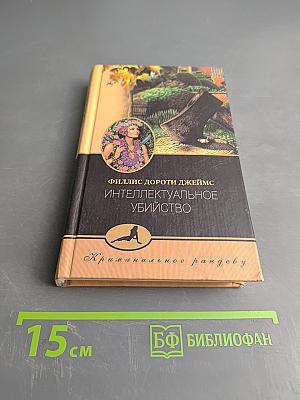 ФИЛЛИС ДОРОТИ ДЖЕЙМС
ИНТЕЛЛЕКТУАЛЬНОЕ
УБИЙСТВО
Криминальное рандеву
15 см
БФ БИБЛИОФАН